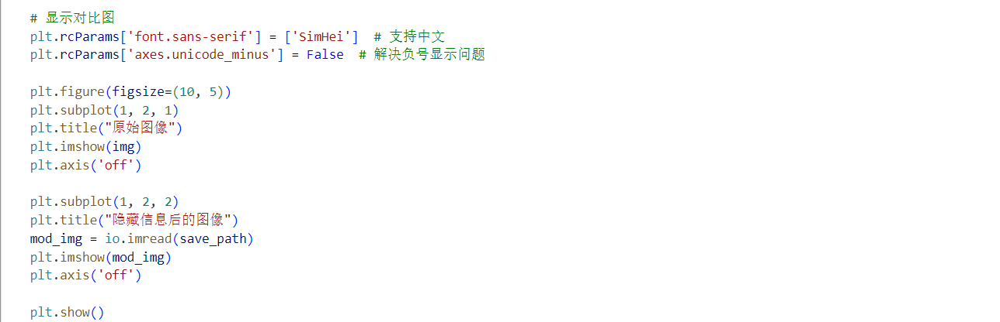 # 显示对比图
plt.rcParams['font.sans-serif'] = ['SimHei']  # 支持中文
plt.rcParams['axes.unicode_minus'] = False  # 解决负号显示问题
plt.figure(figsize=(10, 5))
plt.subplot(1, 2, 1)
plt.title("原始图像")
plt.imshow(img)
plt.axis('off')
plt.subplot(1, 2, 2)
plt.title("隐藏信息后的图像")
mod_img = io.imread(save_path)
plt.imshow(mod_img)
plt.axis('off')
plt.show()